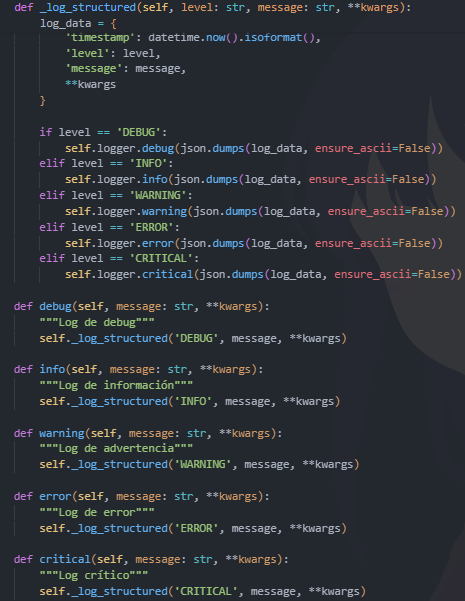 def _log_structured(self, level: str, message: str, **kwargs):
    log_data = {
        'timestamp': datetime.now().isoformat(),
        'level': level,
        'message': message,
        **kwargs
    }

    if level == 'DEBUG':
        self.logger.debug(json.dumps(log_data, ensure_ascii=False))
    elif level == 'INFO':
        self.logger.info(json.dumps(log_data, ensure_ascii=False))
    elif level == 'WARNING':
        self.logger.warning(json.dumps(log_data, ensure_ascii=False))
    elif level == 'ERROR':
        self.logger.error(json.dumps(log_data, ensure_ascii=False))
    elif level == 'CRITICAL':
        self.logger.critical(json.dumps(log_data, ensure_ascii=False))

def debug(self, message: str, **kwargs):
    """Log de debug"""
    self._log_structured('DEBUG', message, **kwargs)

def info(self, message: str, **kwargs):
    """Log de información"""
    self._log_structured('INFO', message, **kwargs)

def warning(self, message: str, **kwargs):
    """Log de advertencia"""
    self._log_structured('WARNING', message, **kwargs)

def error(self, message: str, **kwargs):
    """Log de error"""
    self._log_structured('ERROR', message, **kwargs)

def critical(self, message: str, **kwargs):
    """Log crítico"""
    self._log_structured('CRITICAL', message, **kwargs)